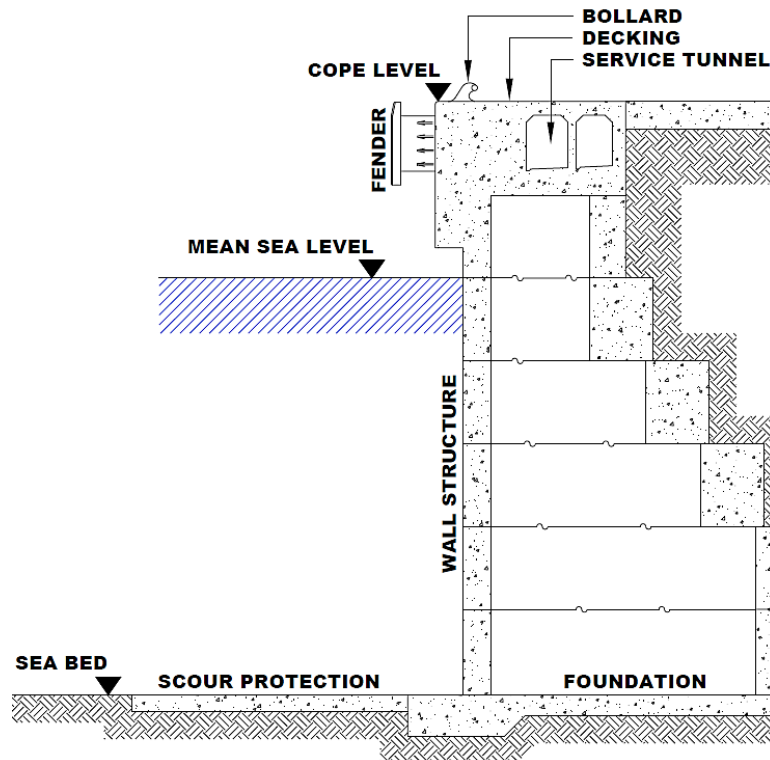 BOLLARD
DECKING
SERVICE TUNNEL
COPE LEVEL
FENDER
MEAN SEA LEVEL
WALL STRUCTURE
SEA BED
SCOUR PROTECTION
FOUNDATION